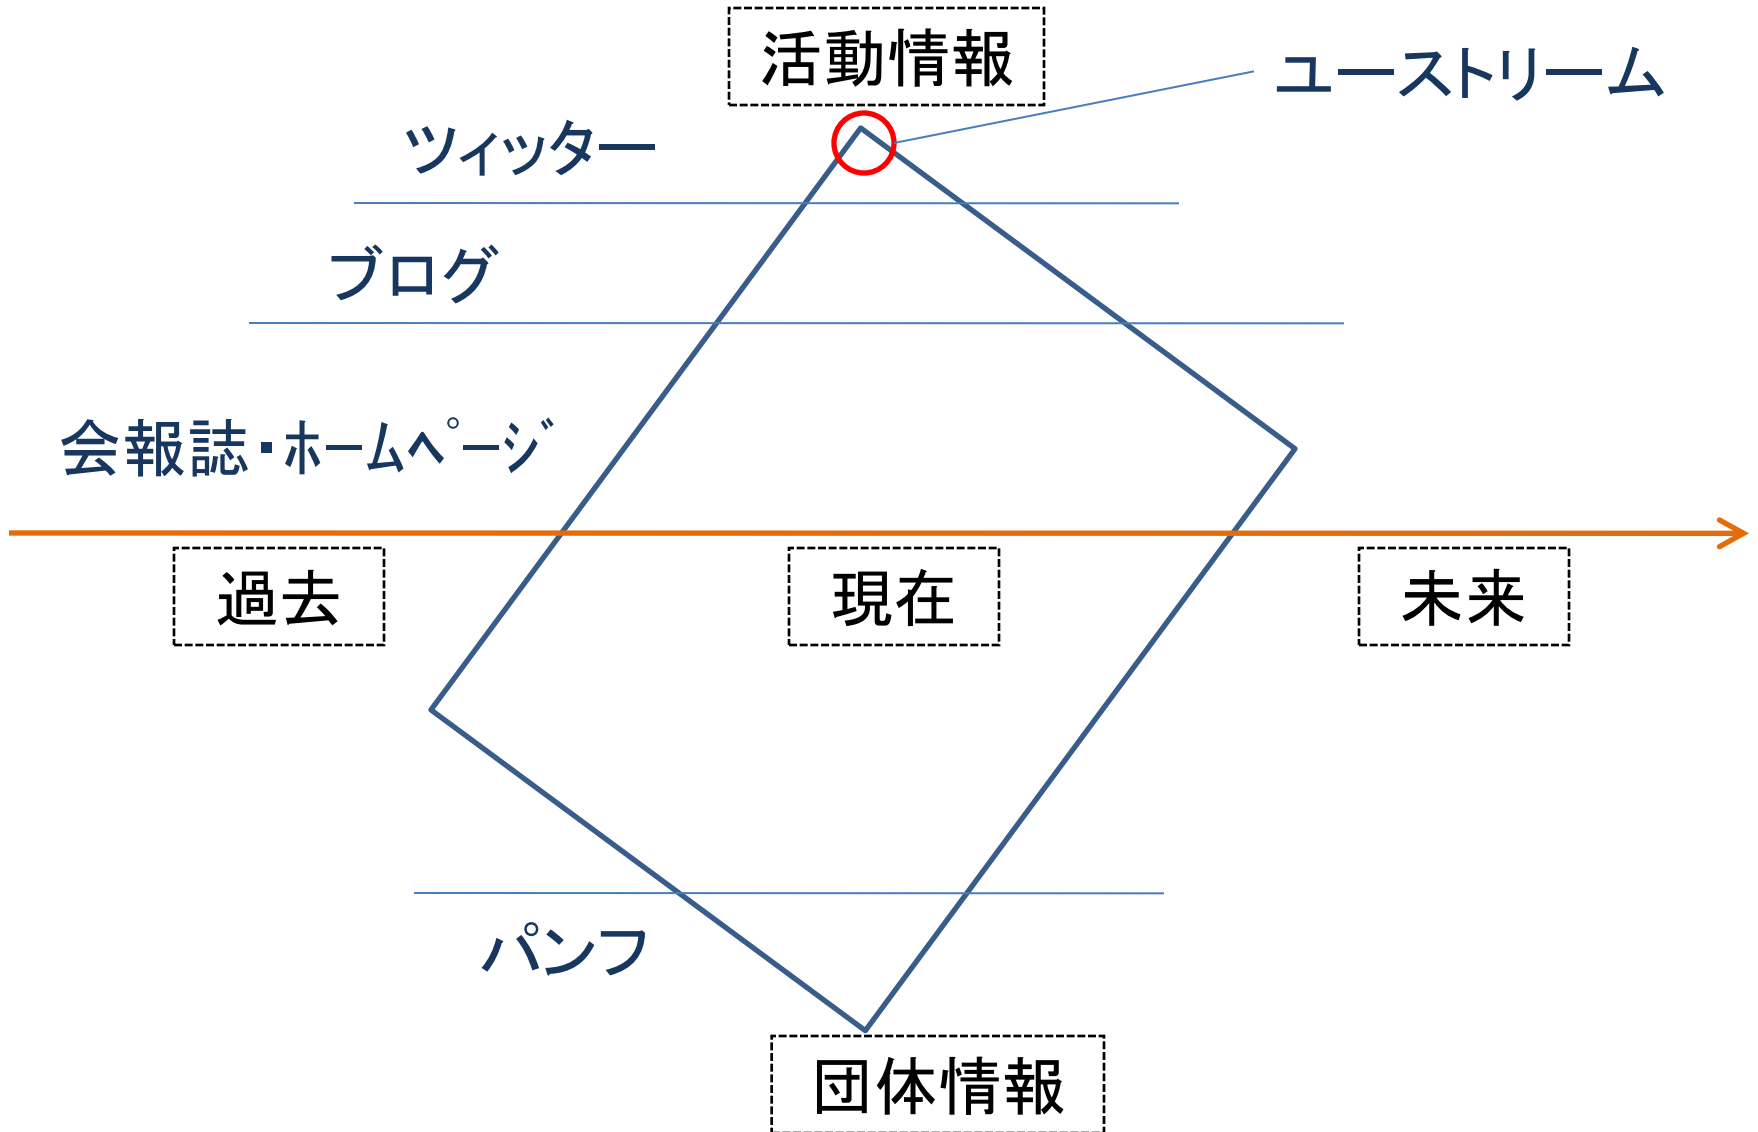 活動情報
ユーストリーム
ツィッター
ブログ
会報誌・ホームページ
過去
現在
未来
パンフ
団体情報